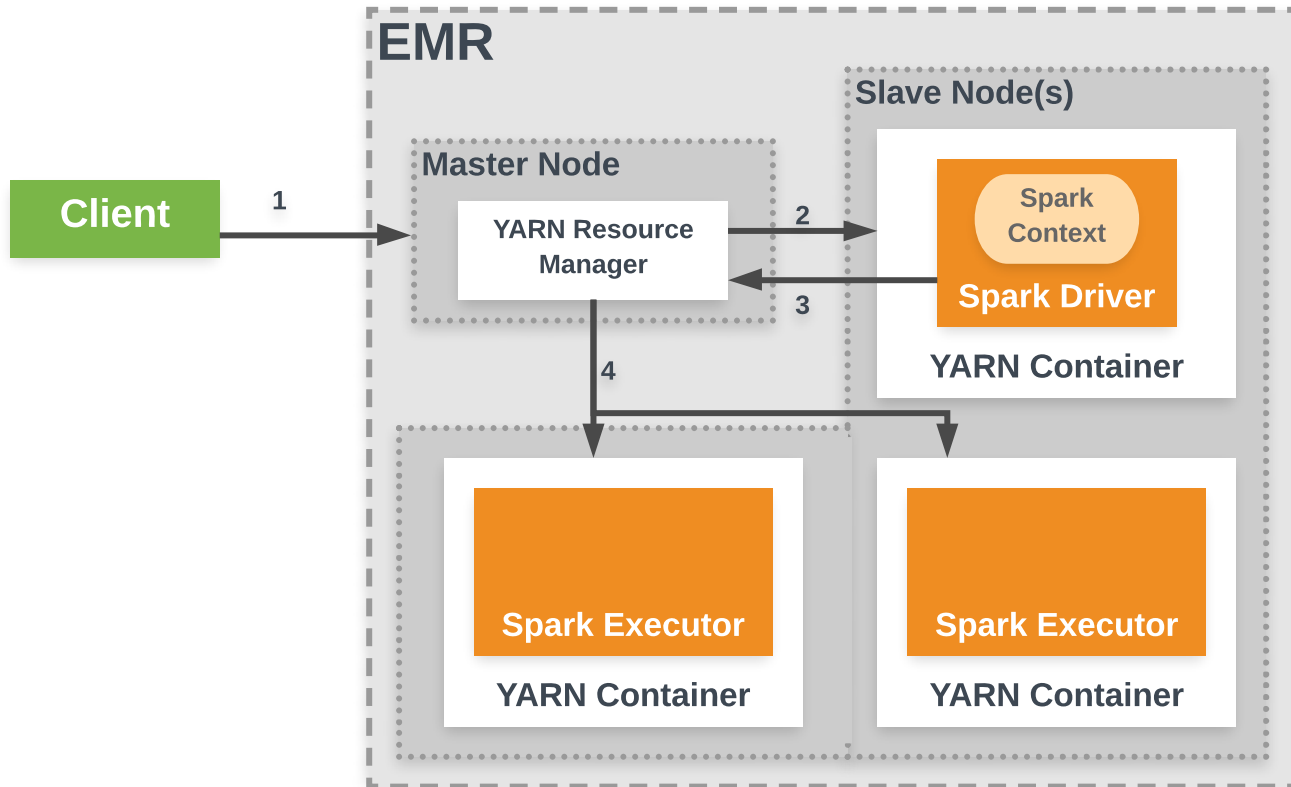 EMR
Slave Node(s)
Master Node
Client
1
YARN Resource
Manager
2
3
Spark
Context
Spark Driver
YARN Container
4
Spark Executor
YARN Container
Spark Executor
YARN Container